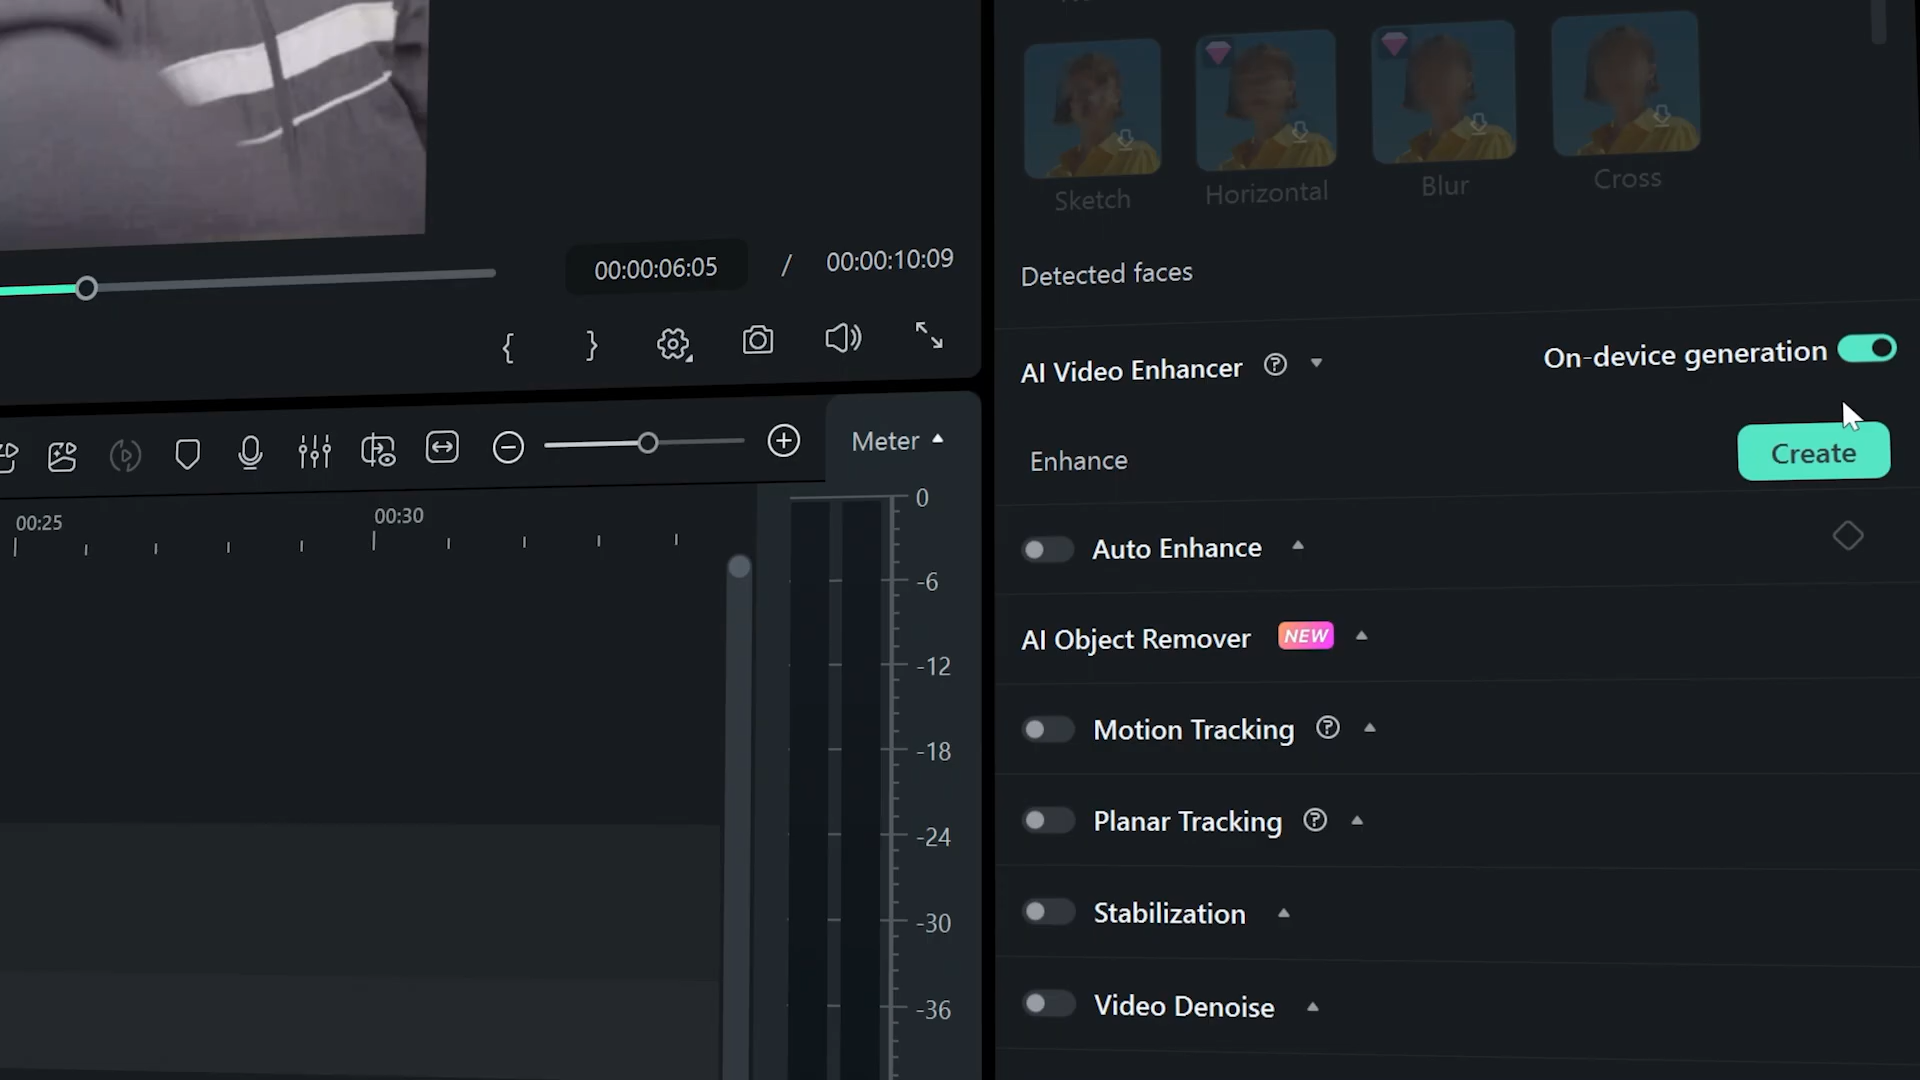 Sketch
Horizontal
Blur
Cross
00:00:06:05 / 00:00:10:09
Detected faces
AI Video Enhancer
On-device generation
Enhance
Create
Meter
00:25
00:30
0
-6
-12
-18
-24
-30
-36
Auto Enhance
AI Object Remover NEW
Motion Tracking
Planar Tracking
Stabilization
Video Denoise